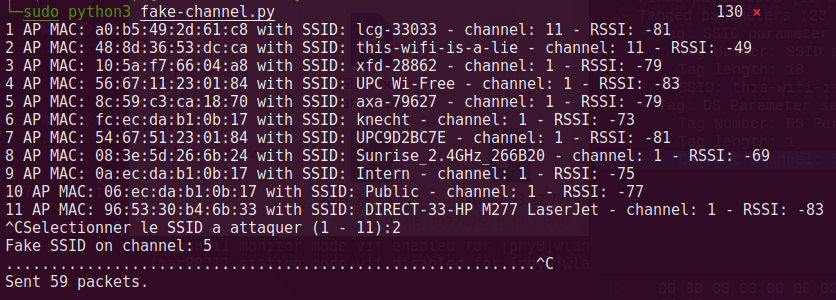 └─sudo python3 fake-channel.py 130 ✘
1 AP MAC: a0:b5:49:2d:61:c8 with SSID: lcg-33033 - channel: 11 - RSSI: -81
2 AP MAC: 48:8d:36:53:dc:ca with SSID: this-wifi-is-a-lie - channel: 11 - RSSI: -49
3 AP MAC: 10:5a:f7:66:04:a8 with SSID: xfd-28862 - channel: 1 - RSSI: -79
4 AP MAC: 56:67:11:23:01:84 with SSID: UPC Wi-Free - channel: 1 - RSSI: -83
5 AP MAC: 8c:59:c3:ca:18:70 with SSID: axa-79627 - channel: 1 - RSSI: -79
6 AP MAC: fc:ec:da:b1:0b:17 with SSID: knecht - channel: 1 - RSSI: -73
7 AP MAC: 54:67:51:23:01:84 with SSID: UPC9D2BC7E - channel: 1 - RSSI: -81
8 AP MAC: 08:3e:5d:26:6b:24 with SSID: Sunrise_2.4GHz_266B20 - channel: 1 - RSSI: -69
9 AP MAC: 0a:ec:da:b1:0b:17 with SSID: Intern - channel: 1 - RSSI: -75
10 AP MAC: 06:ec:da:b1:0b:17 with SSID: Public - channel: 1 - RSSI: -77
11 AP MAC: 96:53:30:b4:6b:33 with SSID: DIRECT-33-HP M277 LaserJet - channel: 1 - RSSI: -83
^CSelectionner le SSID a attaquer (1 - 11):2
Fake SSID on channel: 5
...........................................................^C
Sent 59 packets.